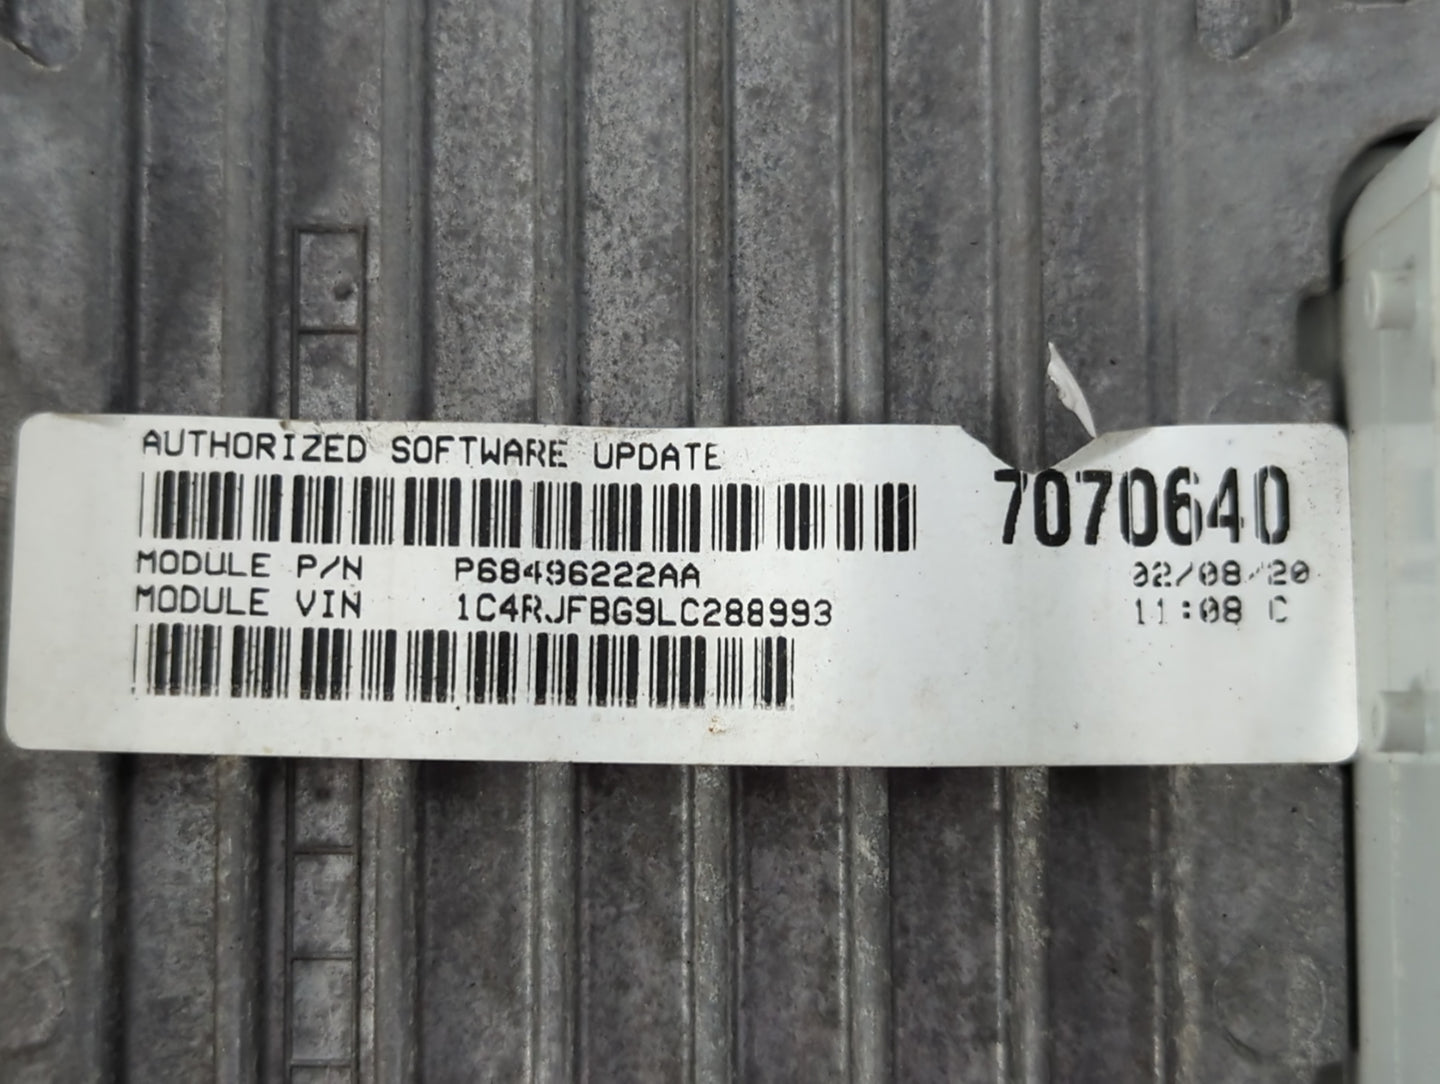 AUTHORIZED SOFTWARE UPDATE
7070640
MODULE P/N P68496222AA
02/08/20
MODULE VIN 1C4RJFBG9LC288993
11:08 C